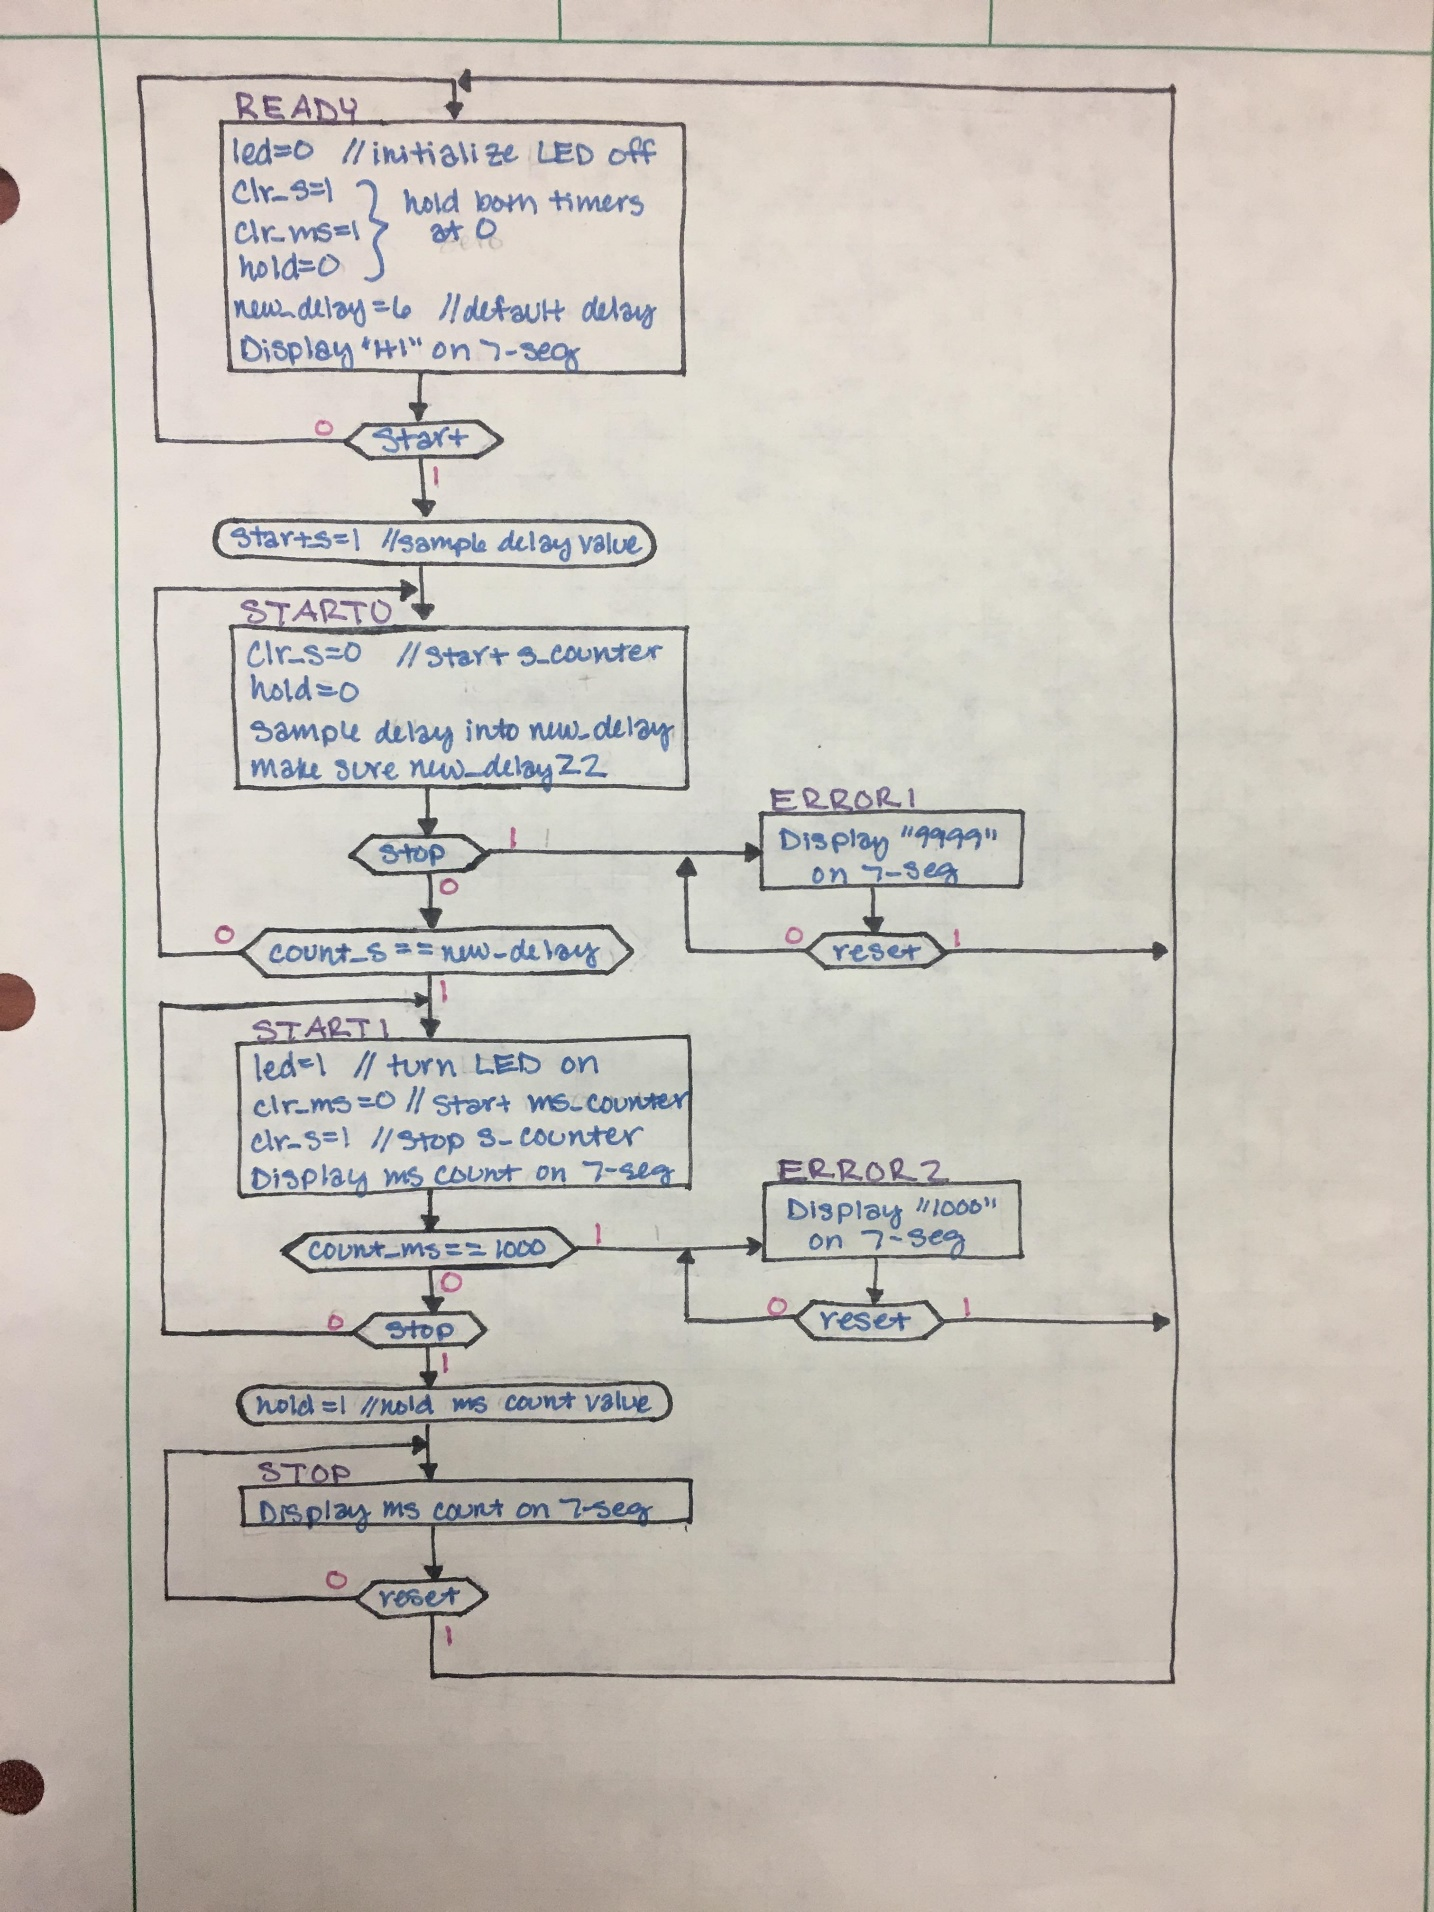 READY
led=0 //initialize LED off
clr_s=1
clr_ms=1
hold=0
hold both timers
at 0
new_delay=6 //default delay
Display "HI" on 7-seg
0
start
1
start_s=1 //sample delay value
START0
clr_s=0 //start s_counter
hold=0
sample delay into new_delay
make sure new_delay≥2
ERROR1
Display "9999"
on 7-seg
stop
1
0
0
count_s==new_delay
1
0
reset
1
START1
led=1 // turn LED on
clr_ms=0 // start ms_counter
clr_s=1 //stop s_counter
Display ms count on 7-seg
ERROR2
Display "1000"
on 7-seg
count_ms==1000
1
0
0
stop
1
0
reset
1
hold=1 //hold ms count value
STOP
Display ms count on 7-seg
0
reset
1